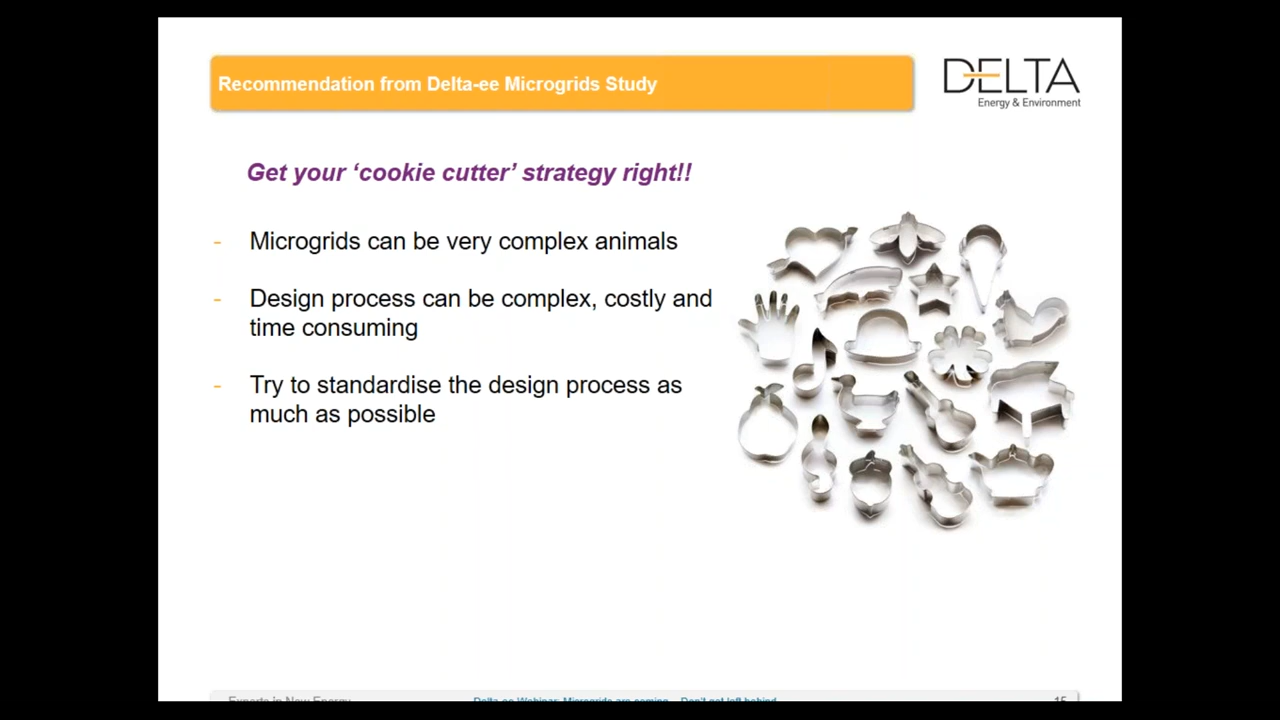 Recommendation from Delta-ee Microgrids Study
DELTA
Energy & Environment
Get your ‘cookie cutter’ strategy right!!
- Microgrids can be very complex animals
- Design process can be complex, costly and
time consuming
- Try to standardise the design process as
much as possible
Experts in New Energy
Delta-ee Webinar: Microgrids are coming – Don't get left behind
15